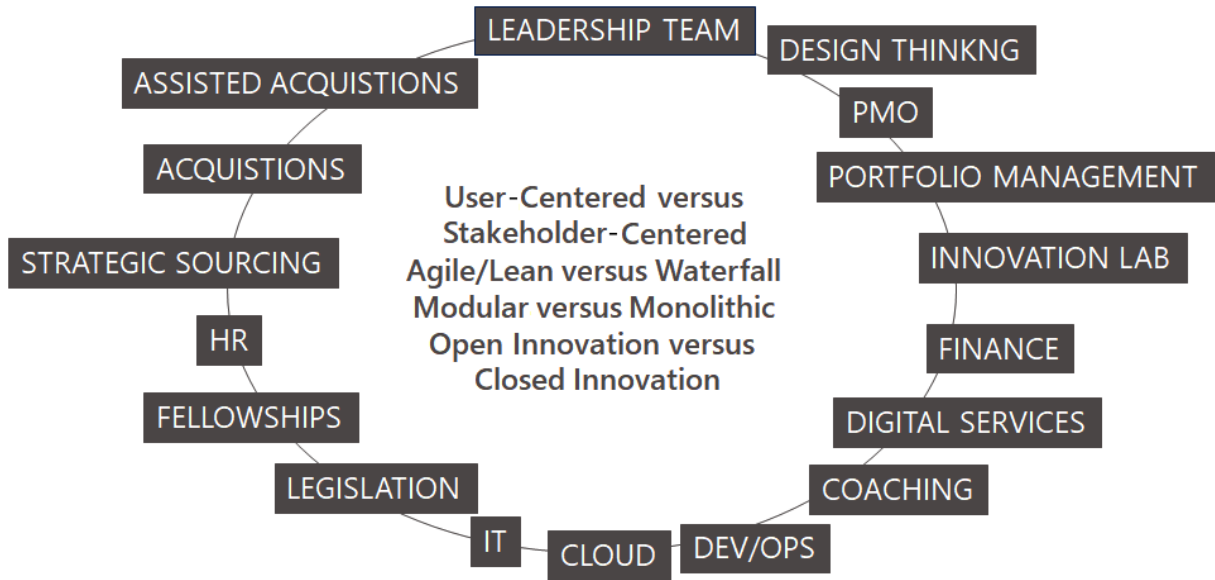 LEADERSHIP TEAM
DESIGN THINKNG
PMO
PORTFOLIO MANAGEMENT
INNOVATION LAB
FINANCE
DIGITAL SERVICES
COACHING
DEV/OPS
CLOUD
IT
LEGISLATION
FELLOWSHIPS
HR
STRATEGIC SOURCING
ACQUISTIONS
ASSISTED ACQUISTIONS
User-Centered versus
Stakeholder-Centered
Agile/Lean versus Waterfall
Modular versus Monolithic
Open Innovation versus
Closed Innovation